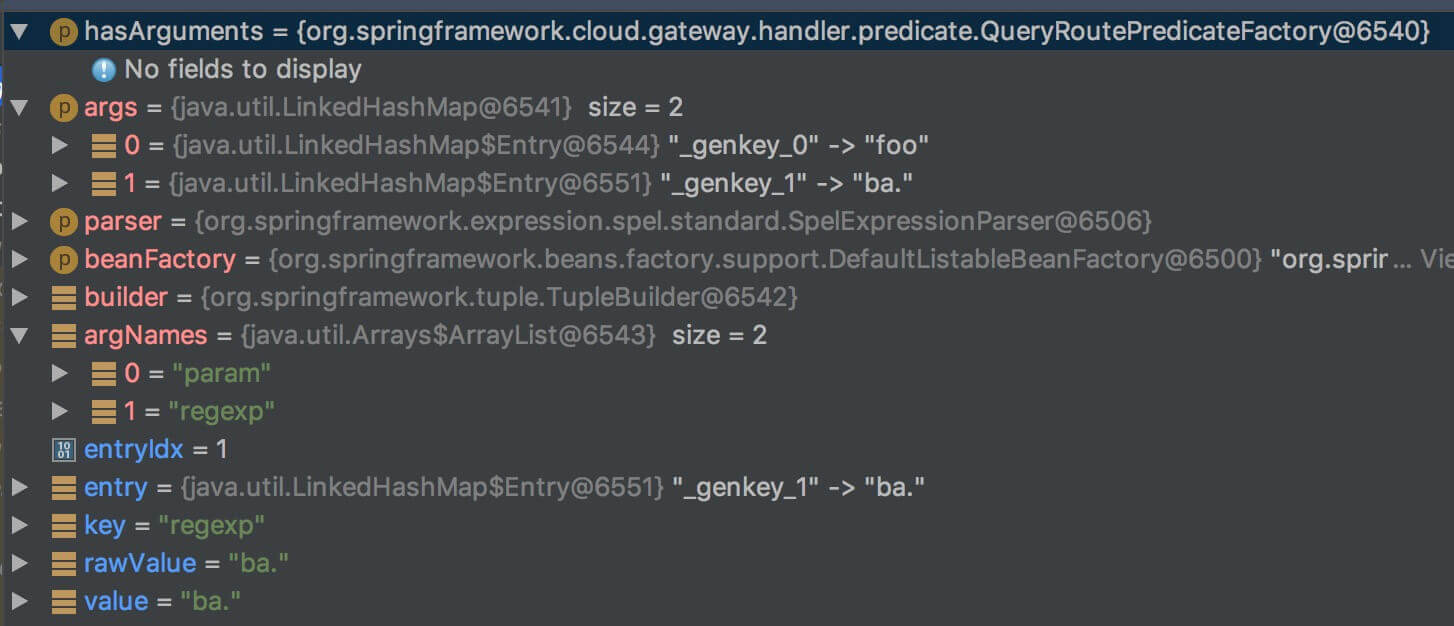 hasArguments = {org.springframework.cloud.gateway.handler.predicate.QueryRoutePredicateFactory@6540}
No fields to display
args = {java.util.LinkedHashMap@6541} size = 2
0 = {java.util.LinkedHashMap$Entry@6544} "_genkey_0" -> "foo"
1 = {java.util.LinkedHashMap$Entry@6551} "_genkey_1" -> "ba."
parser = {org.springframework.expression.spel.standard.SpelExpressionParser@6506}
beanFactory = {org.springframework.beans.factory.support.DefaultListableBeanFactory@6500} "org.sprir ... Vie
builder = {org.springframework.tuple.TupleBuilder@6542}
argNames = {java.util.Arrays$ArrayList@6543} size = 2
0 = "param"
1 = "regexp"
entryIdx = 1
entry = {java.util.LinkedHashMap$Entry@6551} "_genkey_1" -> "ba."
key = "regexp"
rawValue = "ba."
value = "ba."